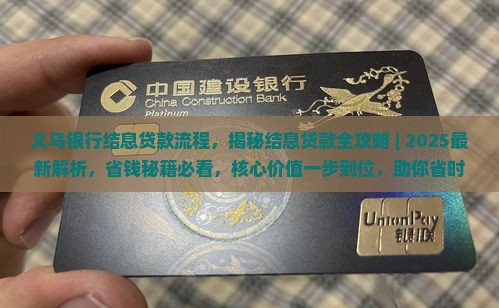 中国建设银行
China Construction Bank
Platinum
义乌银行结息贷款流程，揭秘结息贷款全攻略 | 2025最
新解析，省钱秘籍必看，核心价值一步到位，助你省时
UnionPay
银联